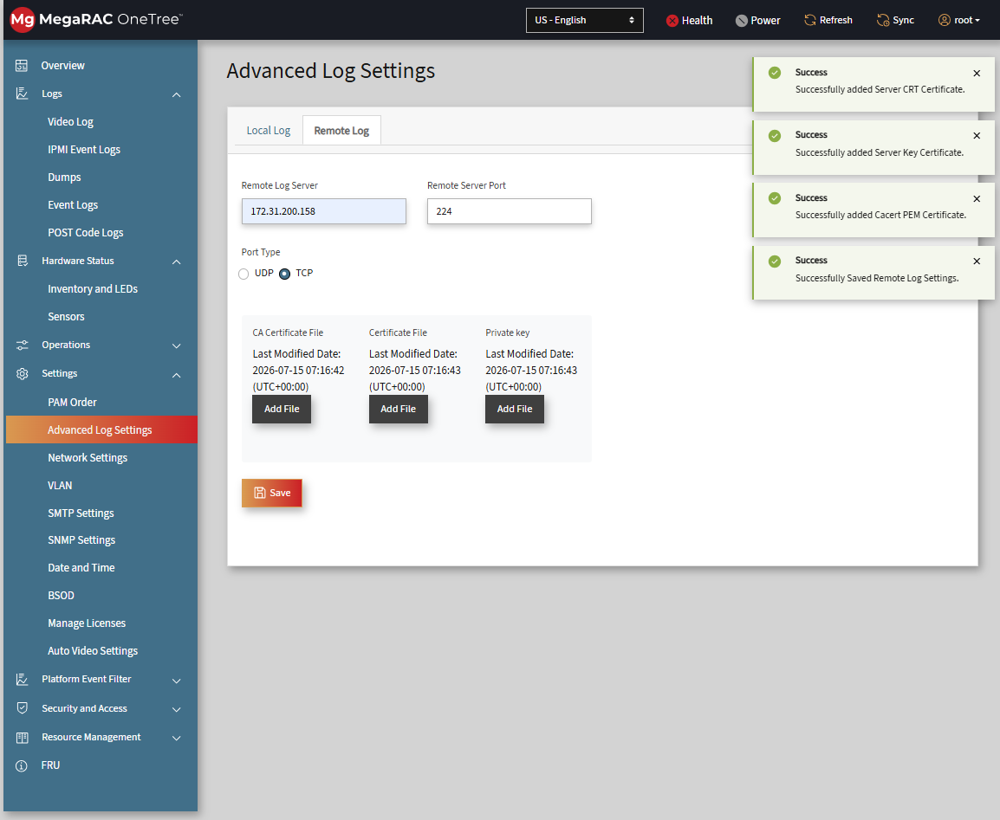 Mg MegaRAC OneTree™
US - English
Health
Power
Refresh
Sync
root
Overview
Logs
Video Log
IPMI Event Logs
Dumps
Event Logs
POST Code Logs
Hardware Status
Inventory and LEDs
Sensors
Operations
Settings
PAM Order
Advanced Log Settings
Network Settings
VLAN
SMTP Settings
SNMP Settings
Date and Time
BSOD
Manage Licenses
Auto Video Settings
Platform Event Filter
Security and Access
Resource Management
FRU
Advanced Log Settings
Local Log
Remote Log
Remote Log Server
Remote Server Port
172.31.200.158
224
Port Type
UDP
TCP
CA Certificate File
Last Modified Date:
2026-07-15 07:16:42
(UTC+00:00)
Add File
Certificate File
Last Modified Date:
2026-07-15 07:16:43
(UTC+00:00)
Add File
Private key
Last Modified Date:
2026-07-15 07:16:43
(UTC+00:00)
Add File
Save
Success
Successfully added Server CRT Certificate.
Success
Successfully added Server Key Certificate.
Success
Successfully added Cacert PEM Certificate.
Success
Successfully Saved Remote Log Settings.